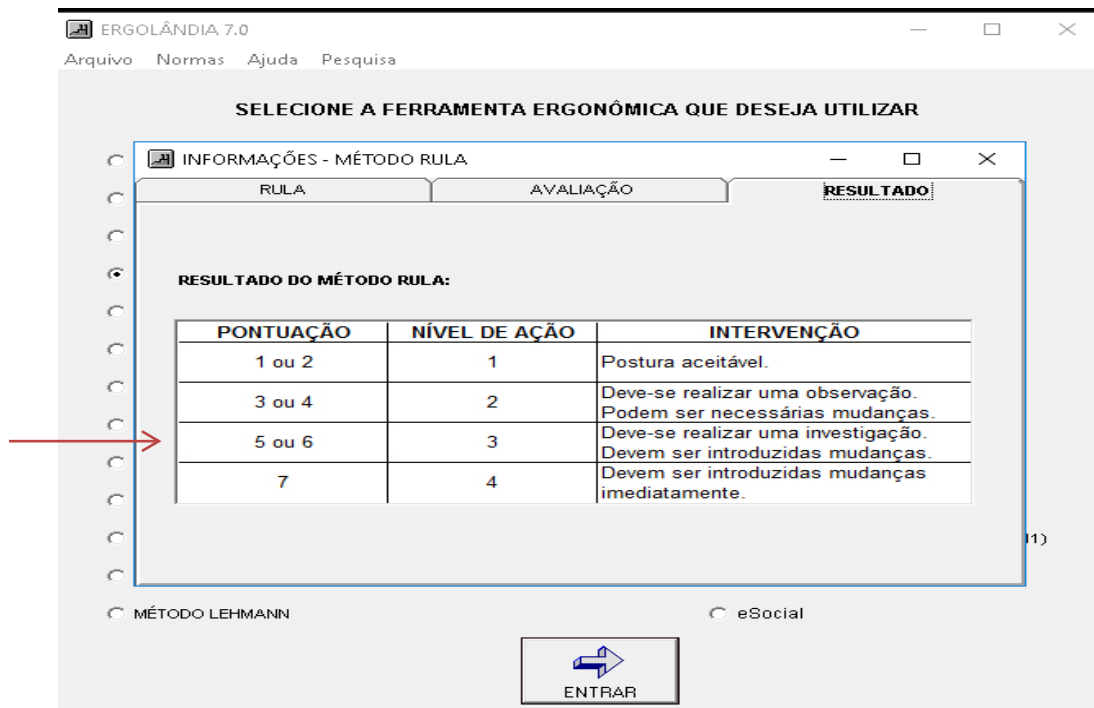 ERGOLÂNDIA 7.0
Arquivo Normas Ajuda Pesquisa
SELECIONE A FERRAMENTA ERGONÔMICA QUE DESEJA UTILIZAR
INFORMAÇÕES - MÉTODO RULA
RULA AVALIAÇÃO RESULTADO
RESULTADO DO MÉTODO RULA:
PONTUAÇÃO NÍVEL DE AÇÃO INTERVENÇÃO
1 ou 2 1 Postura aceitável.
3 ou 4 2 Deve-se realizar uma observação.
Podem ser necessárias mudanças.
5 ou 6 3 Deve-se realizar uma investigação.
Devem ser introduzidas mudanças.
7 4 Devem ser introduzidas mudanças
imediatamente.
MÉTODO LEHMANN eSocial
ENTRAR